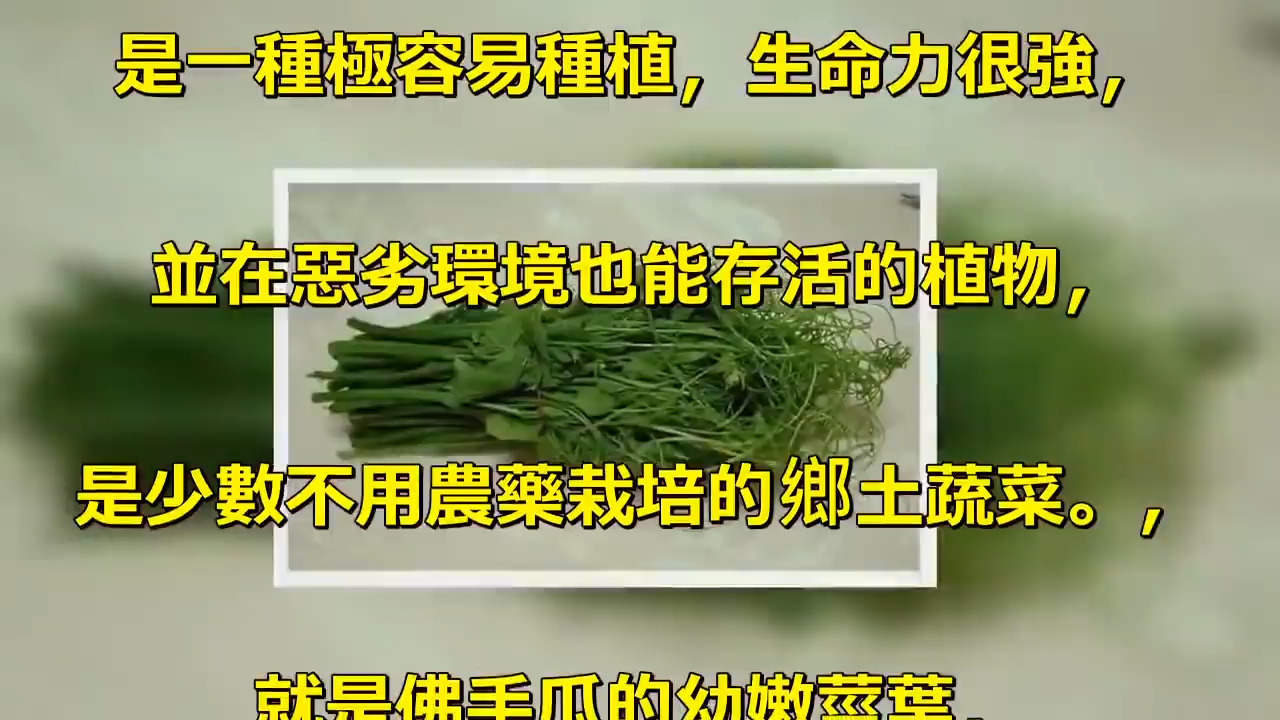 是一種極容易種植，生命力很強，
並在惡劣環境也能存活的植物，
是少數不用農藥栽培的鄉土蔬菜。，
就是佛手瓜的幼嫩莖葉，